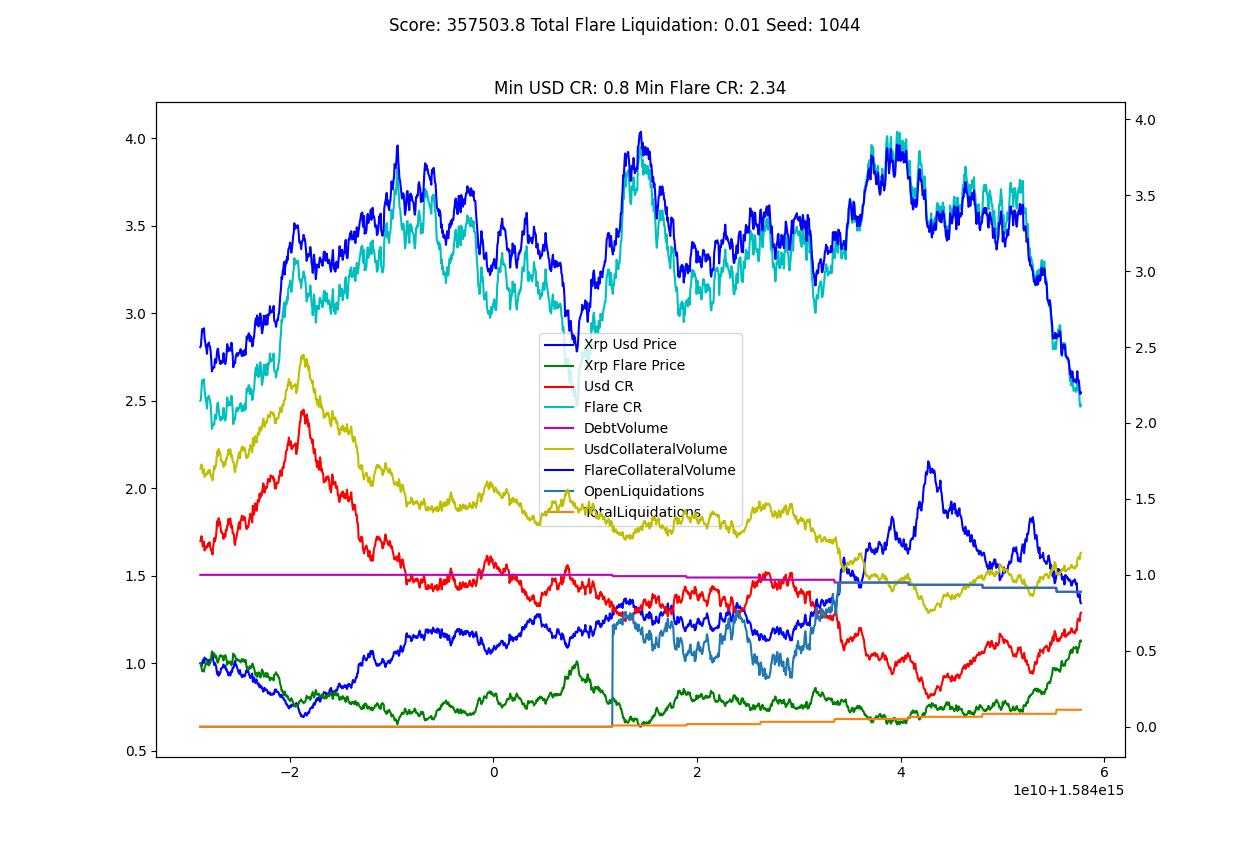 Score: 357503.8 Total Flare Liquidation: 0.01 Seed: 1044
Min USD CR: 0.8 Min Flare CR: 2.34
4.0
3.5
3.0
2.5
2.0
1.5
1.0
0.5
4.0
3.5
3.0
2.5
2.0
1.5
1.0
0.5
0.0
Xrp Usd Price
Xrp Flare Price
Usd CR
Flare CR
DebtVolume
UsdCollateralVolume
FlareCollateralVolume
OpenLiquidations
TotalLiquidations
−2 0 2 4 6
1e10+1.584e15